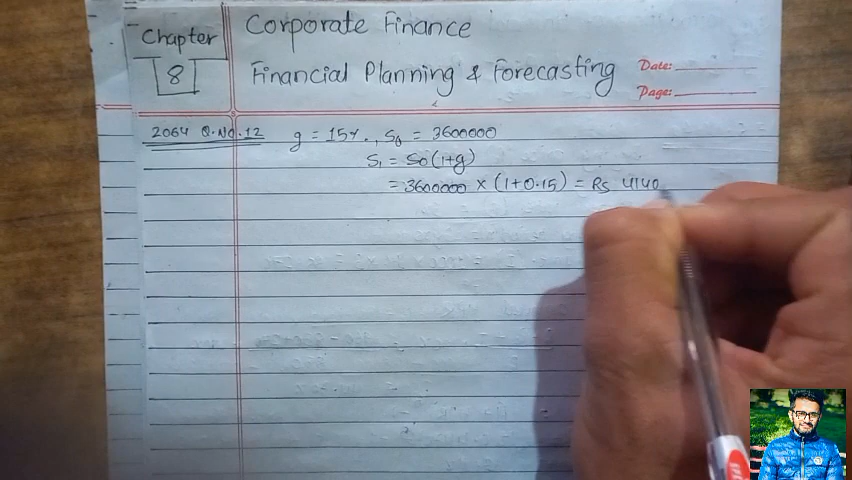 Chapter
8
Corporate Finance
Financial Planning & Forecasting
Date:
Page:
2064 Q.No.12 g = 15%., S0 = 3600000
S1 = S0(1+g)
= 3600000 × (1+0.15) = Rs 4140